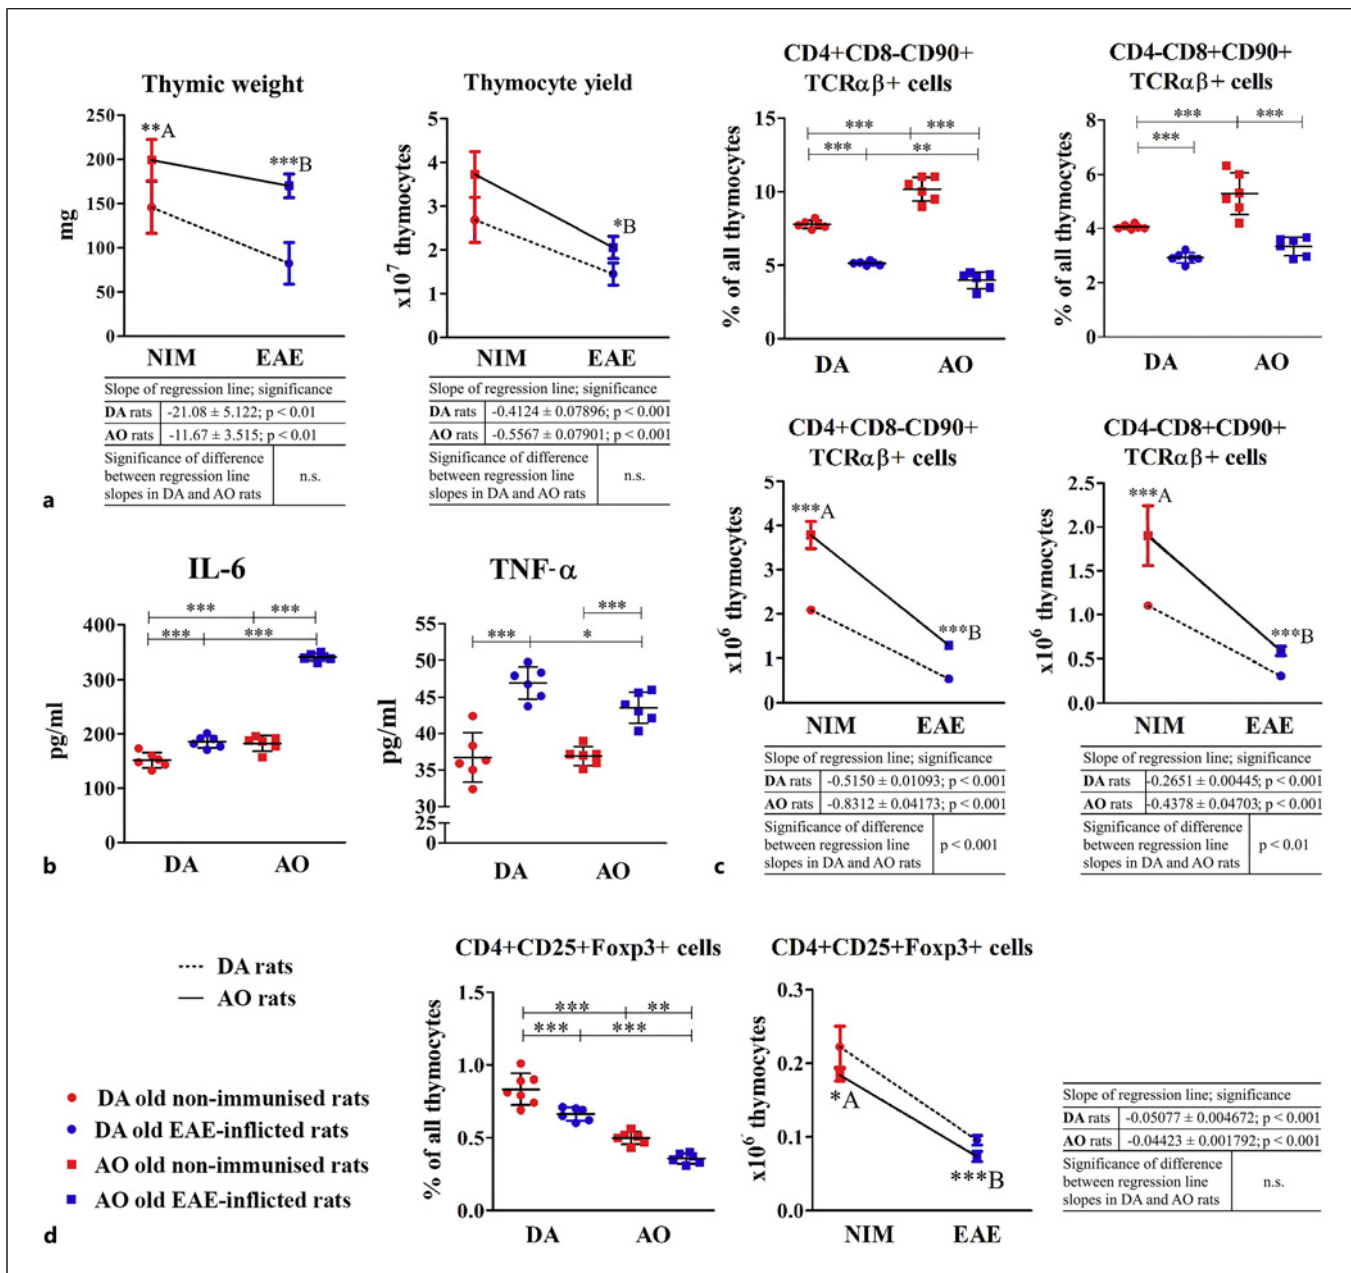 Thymic weight
250
200
150
100
50
0
mg
**A
***B
NIM EAE
Slope of regression line; significance
DA rats -21.08 ± 5.122; p < 0.01
AO rats -11.67 ± 3.515; p < 0.01
Significance of difference
between regression line
slopes in DA and AO rats
n.s.
Thymocyte yield
5
4
3
2
1
0
x10⁷ thymocytes
*B
NIM EAE
Slope of regression line; significance
DA rats -0.4124 ± 0.07896; p < 0.001
AO rats -0.5567 ± 0.07901; p < 0.001
Significance of difference
between regression line
slopes in DA and AO rats
n.s.
a
CD4+CD8-CD90+
TCRαβ+ cells
15
10
5
0
% of all thymocytes
*** ***
*** **
DA AO
CD4-CD8+CD90+
TCRαβ+ cells
8
6
4
2
0
% of all thymocytes
*** ***
***
DA AO
IL-6
400
300
200
100
0
pg/ml
*** ***
*** ***
DA AO
TNF-α
55
50
45
40
35
30
25
0
pg/ml
***
*** *
DA AO
b
CD4+CD8-CD90+
TCRαβ+ cells
5
4
3
2
1
0
x10⁶ thymocytes
***A
***B
NIM EAE
Slope of regression line; significance
DA rats -0.5150 ± 0.01093; p < 0.001
AO rats -0.8312 ± 0.04173; p < 0.001
Significance of difference
between regression line
slopes in DA and AO rats
p < 0.001
CD4-CD8+CD90+
TCRαβ+ cells
2.5
2.0
1.5
1.0
0.5
0.0
x10⁶ thymocytes
***A
***B
NIM EAE
Slope of regression line; significance
DA rats -0.2651 ± 0.00445; p < 0.001
AO rats -0.4378 ± 0.04703; p < 0.001
Significance of difference
between regression line
slopes in DA and AO rats
p < 0.01
c
DA rats
AO rats
DA old non-immunised rats
DA old EAE-inflicted rats
AO old non-immunised rats
AO old EAE-inflicted rats
CD4+CD25+Foxp3+ cells
1.5
1.0
0.5
0.0
% of all thymocytes
*** **
*** ***
DA AO
CD4+CD25+Foxp3+ cells
0.3
0.2
0.1
0.0
x10⁶ thymocytes
*A
***B
NIM EAE
Slope of regression line; significance
DA rats -0.05077 ± 0.004672; p < 0.001
AO rats -0.04423 ± 0.001792; p < 0.001
Significance of difference
between regression line
slopes in DA and AO rats
n.s.
d